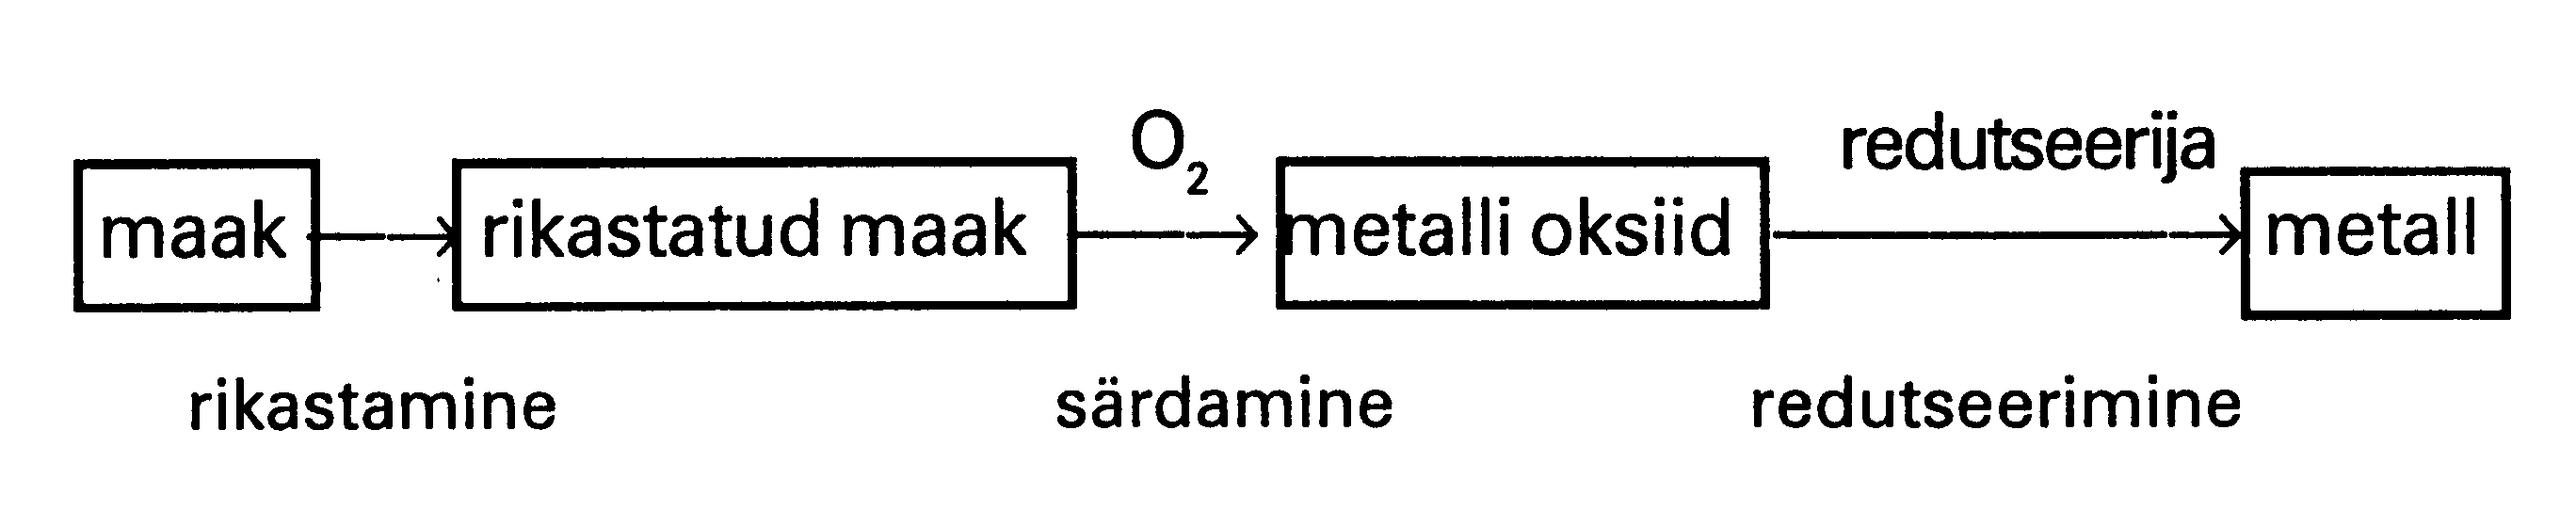 O₂ redutseerija
maak rikastatud maak metalli oksiid metall
rikastamine särdamine redutseerimine